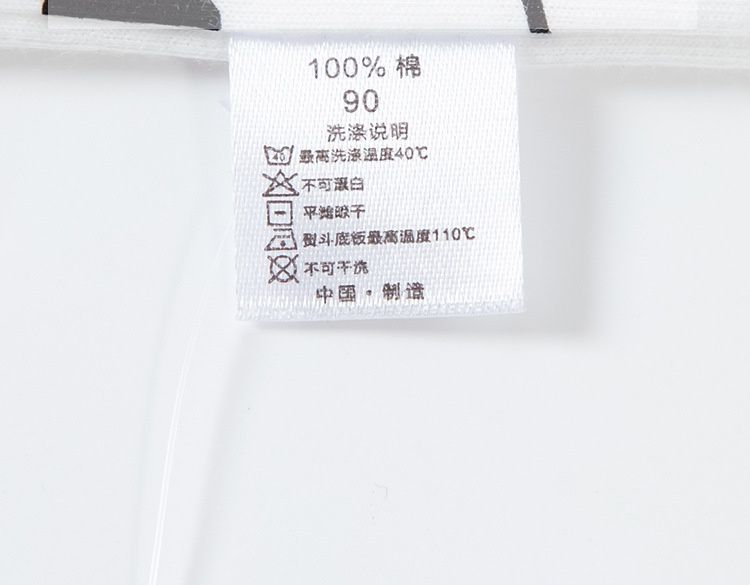 100% 棉
90
洗涤说明
40 最高洗涤温度40℃
不可漂白
平摊晾干
熨斗底板最高温度110℃
不可干洗
中国·制造